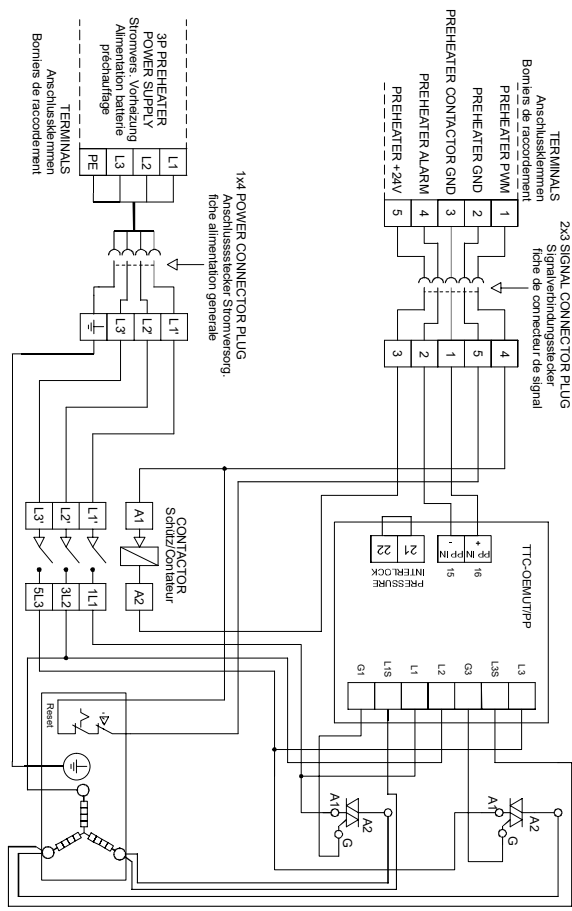 TERMINALS
Anschlussklemmen
Borniers de raccordement
3P PREHEATER
POWER SUPPLY
Stromvers. Vorheizung
Alimentation batterie
préchauffage
L1
L2
L3
PE
1x4 POWER CONNECTOR PLUG
Anschlusssstecker Stromversorg.
fiche alimentation generale
L1'
L2'
L3'
TERMINALS
Anschlussklemmen
Borniers de raccordement
PREHEATER PWM
PREHEATER GND
PREHEATER CONTACTOR GND
PREHEATER ALARM
PREHEATER +24V
1
2
3
4
5
2x3 SIGNAL CONNECTOR PLUG
Signalverbindungsstecker
fiche de connecteur de signal
4
5
1
2
3
CONTACTOR
Schütz/Contateur
A1
A2
L1'
L2'
L3'
1L1
3L2
5L3
TTC-OEMUT/PP
+
PP IN
16
-
PP IN
15
21
22
PRESSURE
INTERLOCK
L3
L3S
G3
L2
L1
L1S
G1
A1
A2
G
A1
A2
G
Reset